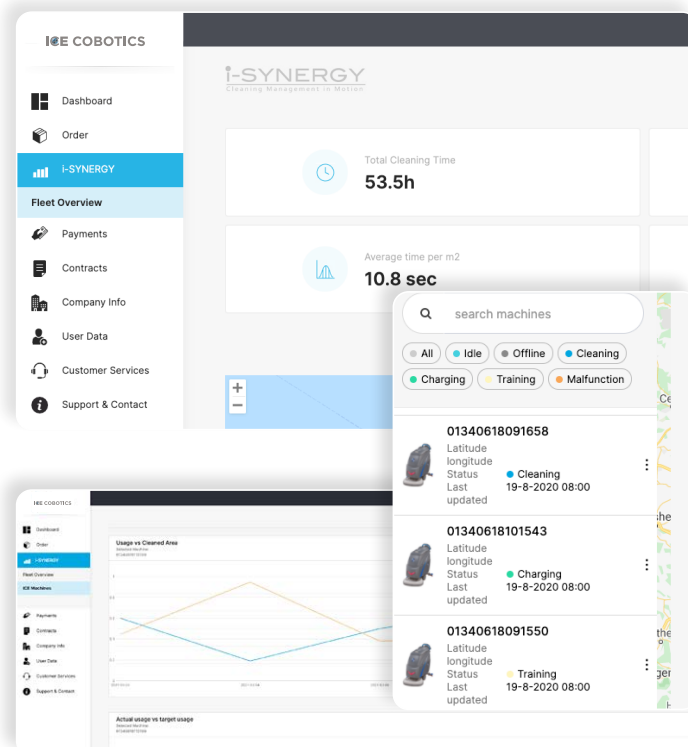 ICE COBOTICS
i-SYNERGY
Cleaning Management in Motion
Dashboard
Order
i-SYNERGY
Fleet Overview
Payments
Contracts
Company Info
User Data
Customer Services
Support & Contact
Total Cleaning Time
53.5h
Average time per m2
10.8 sec
+
−
search machines
All
Idle
Offline
Cleaning
Charging
Training
Malfunction
01340618091658
Latitude
longitude
Status
Cleaning
Last
updated
19-8-2020 08:00
01340618101543
Latitude
longitude
Status
Charging
Last
updated
19-8-2020 08:00
01340618091550
Latitude
longitude
Status
Training
Last
updated
19-8-2020 08:00
ICE COBOTICS
Dashboard
Order
i-SYNERGY
Fleet Overview
ICE Machines
Payments
Contracts
Company Info
User Data
Customer Services
Support & Contact
Usage vs Cleaned Area
Selected Machine
Actual usage vs target usage
Selected Machine